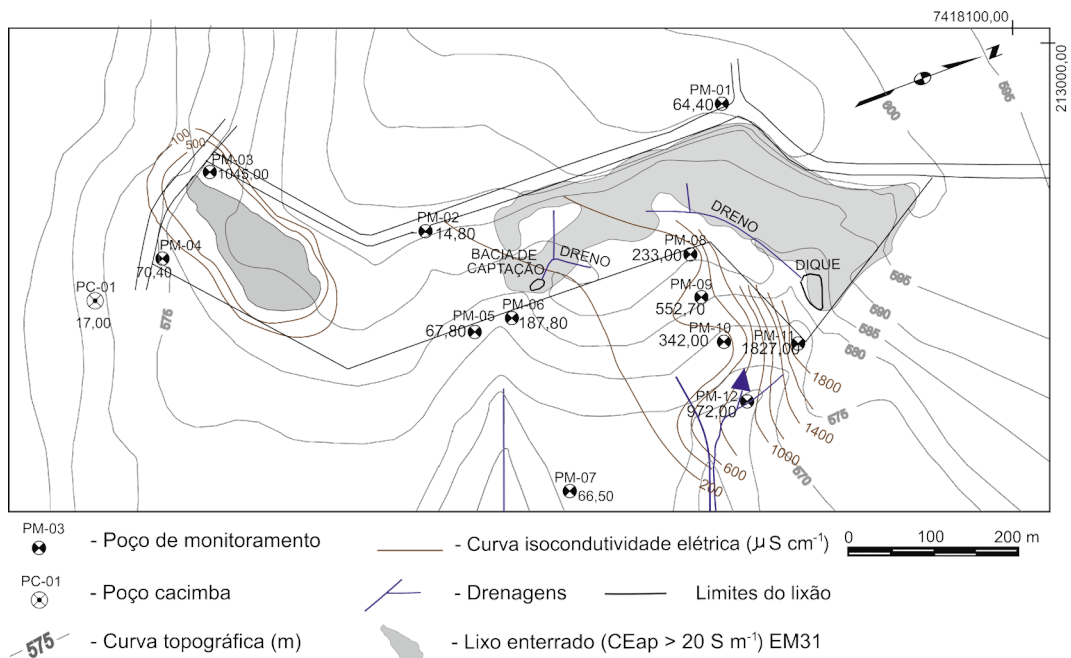 7418100,00
213000,00
N
600
595
PM-01
64,40
100
500
PM-03
1045,00
PM-02
14,80
DRENO
PM-04
70,40
BACIA DE
CAPTAÇÃO
DRENO
PM-08
233,00
DIQUE
595
PC-01
17,00
575
PM-09
552,70
590
PM-06
187,80
PM-05
67,80
585
PM-10
342,00
PM-11
1827,00
580
1800
PM-12
972,00
575
1400
1000
600
570
200
PM-07
66,50
PM-03
- Poço de monitoramento
- Curva isocondutividade elétrica (μS cm⁻¹)
0 100 200 m
PC-01
- Poço cacimba
- Drenagens
Limites do lixão
575
- Curva topográfica (m)
- Lixo enterrado (CEap > 20 S m⁻¹) EM31